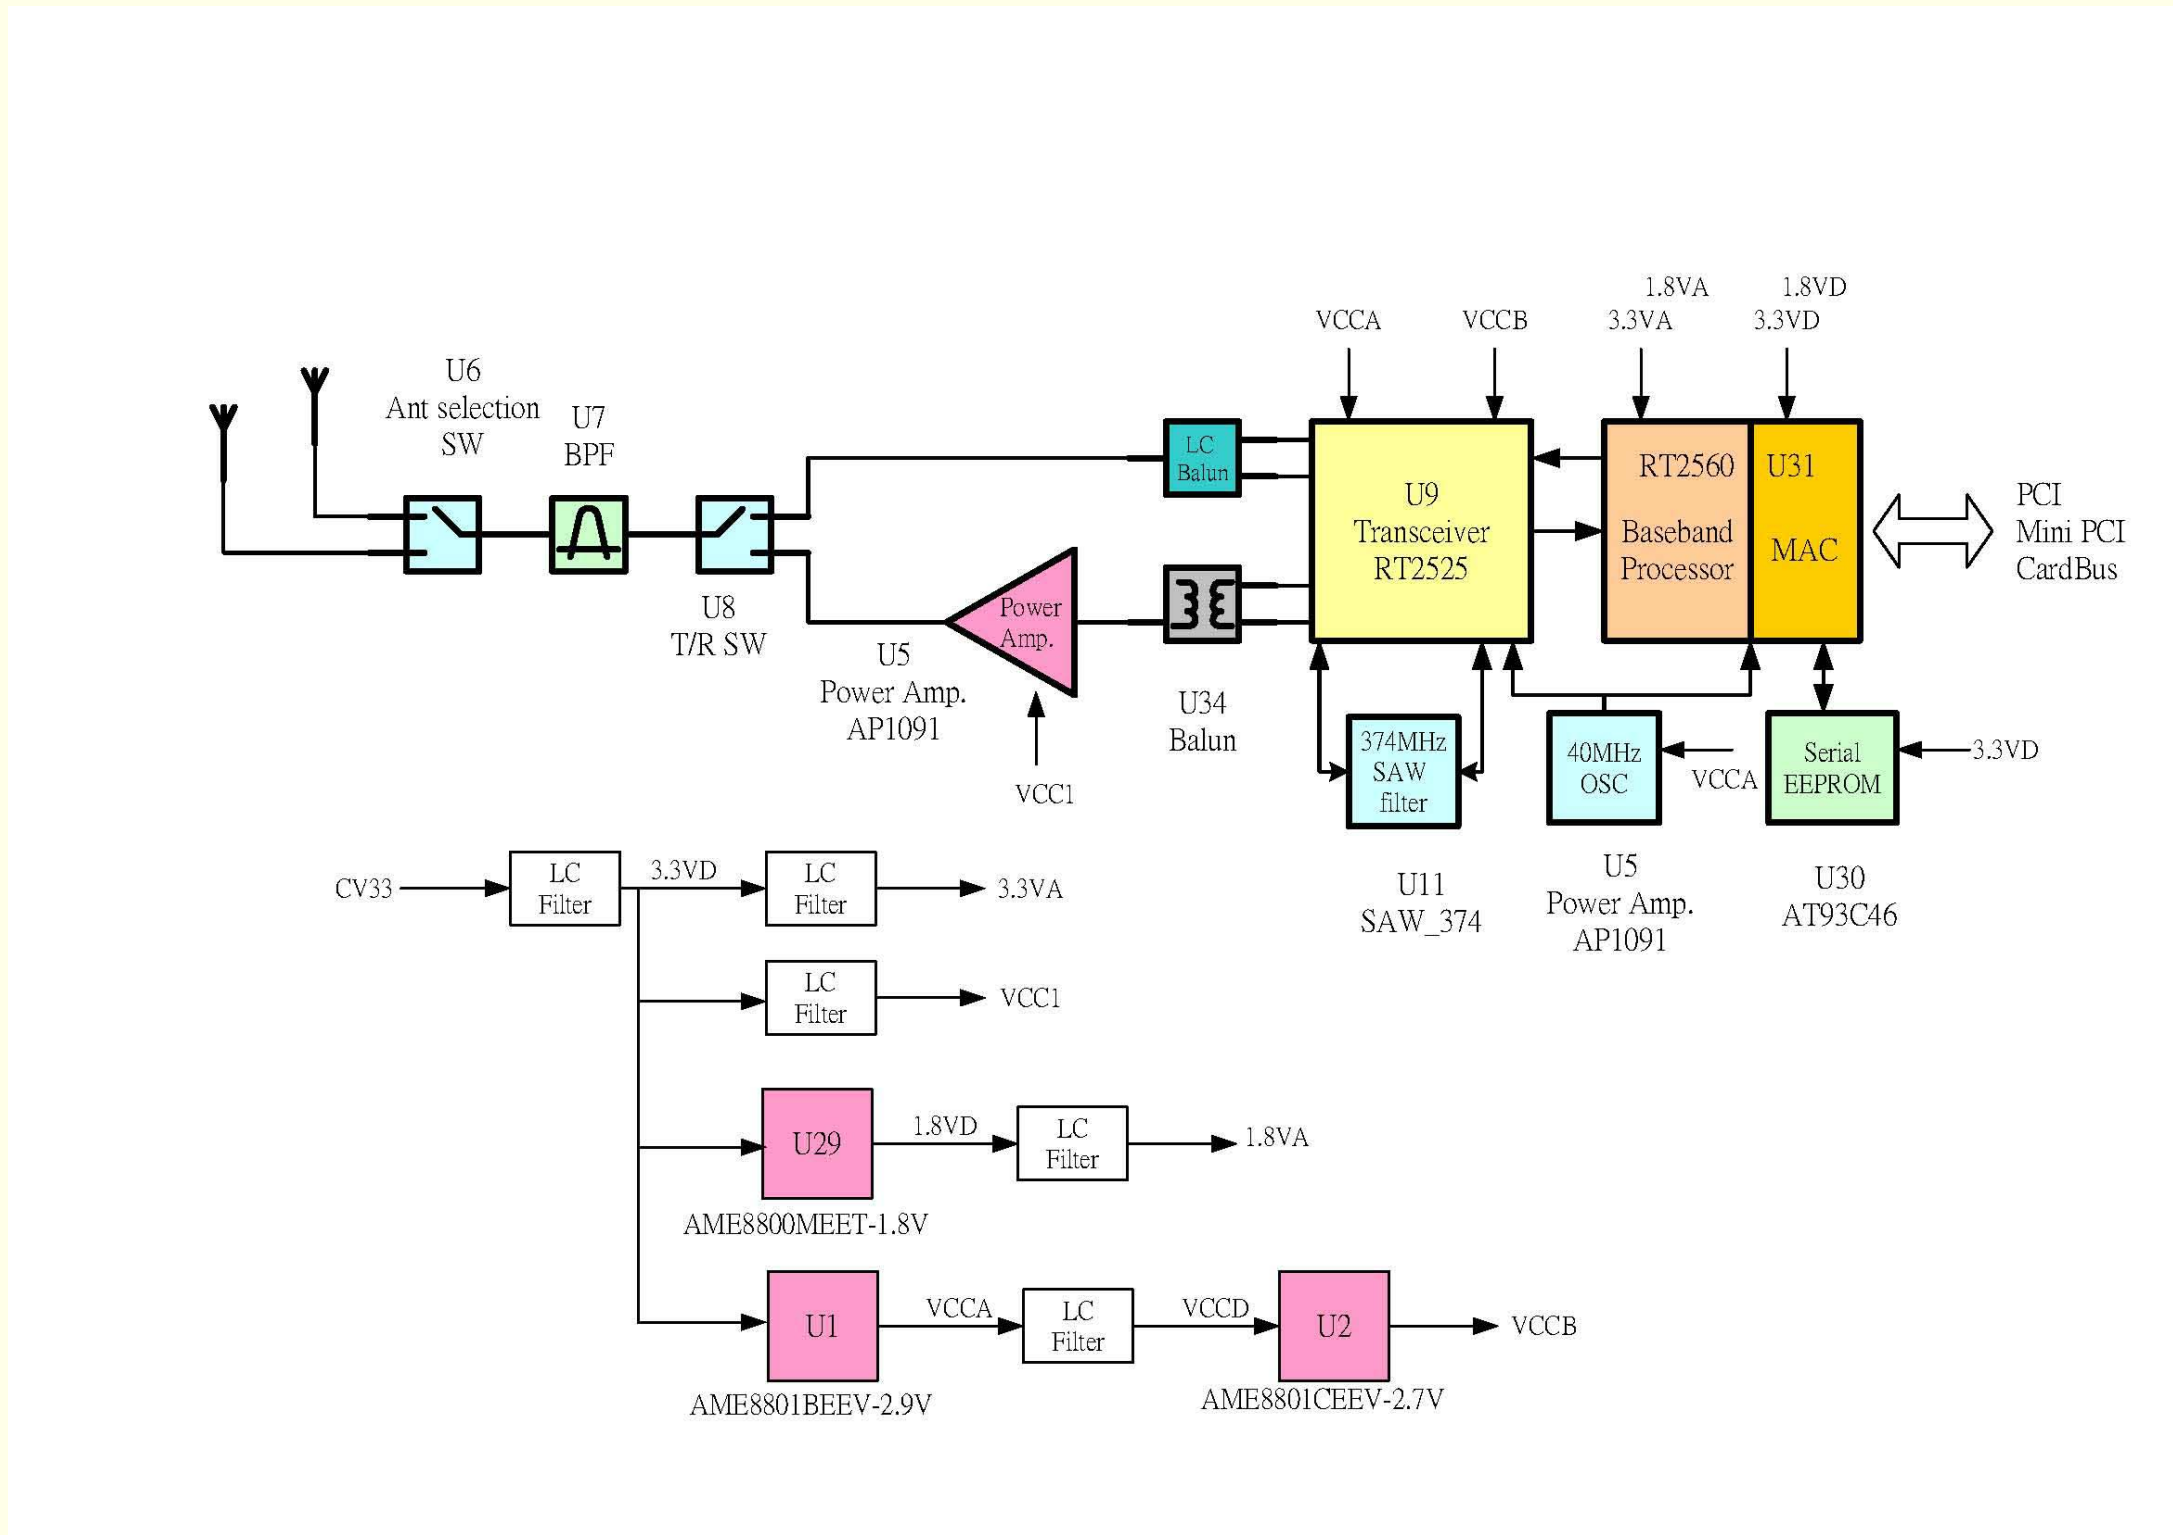 1.8VA
1.8VD
VCCA
VCCB
3.3VA
3.3VD
U6
Ant selection
SW
U7
BPF
U8
T/R SW
LC
Balun
Power
Amp.
U5
Power Amp.
AP1091
VCC1
U34
Balun
U9
Transceiver
RT2525
RT2560
Baseband
Processor
U31
MAC
PCI
Mini PCI
CardBus
374MHz
SAW
filter
U11
SAW_374
40MHz
OSC
VCCA
U5
Power Amp.
AP1091
Serial
EEPROM
3.3VD
U30
AT93C46
CV33
LC
Filter
3.3VD
LC
Filter
3.3VA
LC
Filter
VCC1
U29
AME8800MEET-1.8V
1.8VD
LC
Filter
1.8VA
U1
AME8801BEEV-2.9V
VCCA
LC
Filter
VCCD
U2
AME8801CEEV-2.7V
VCCB